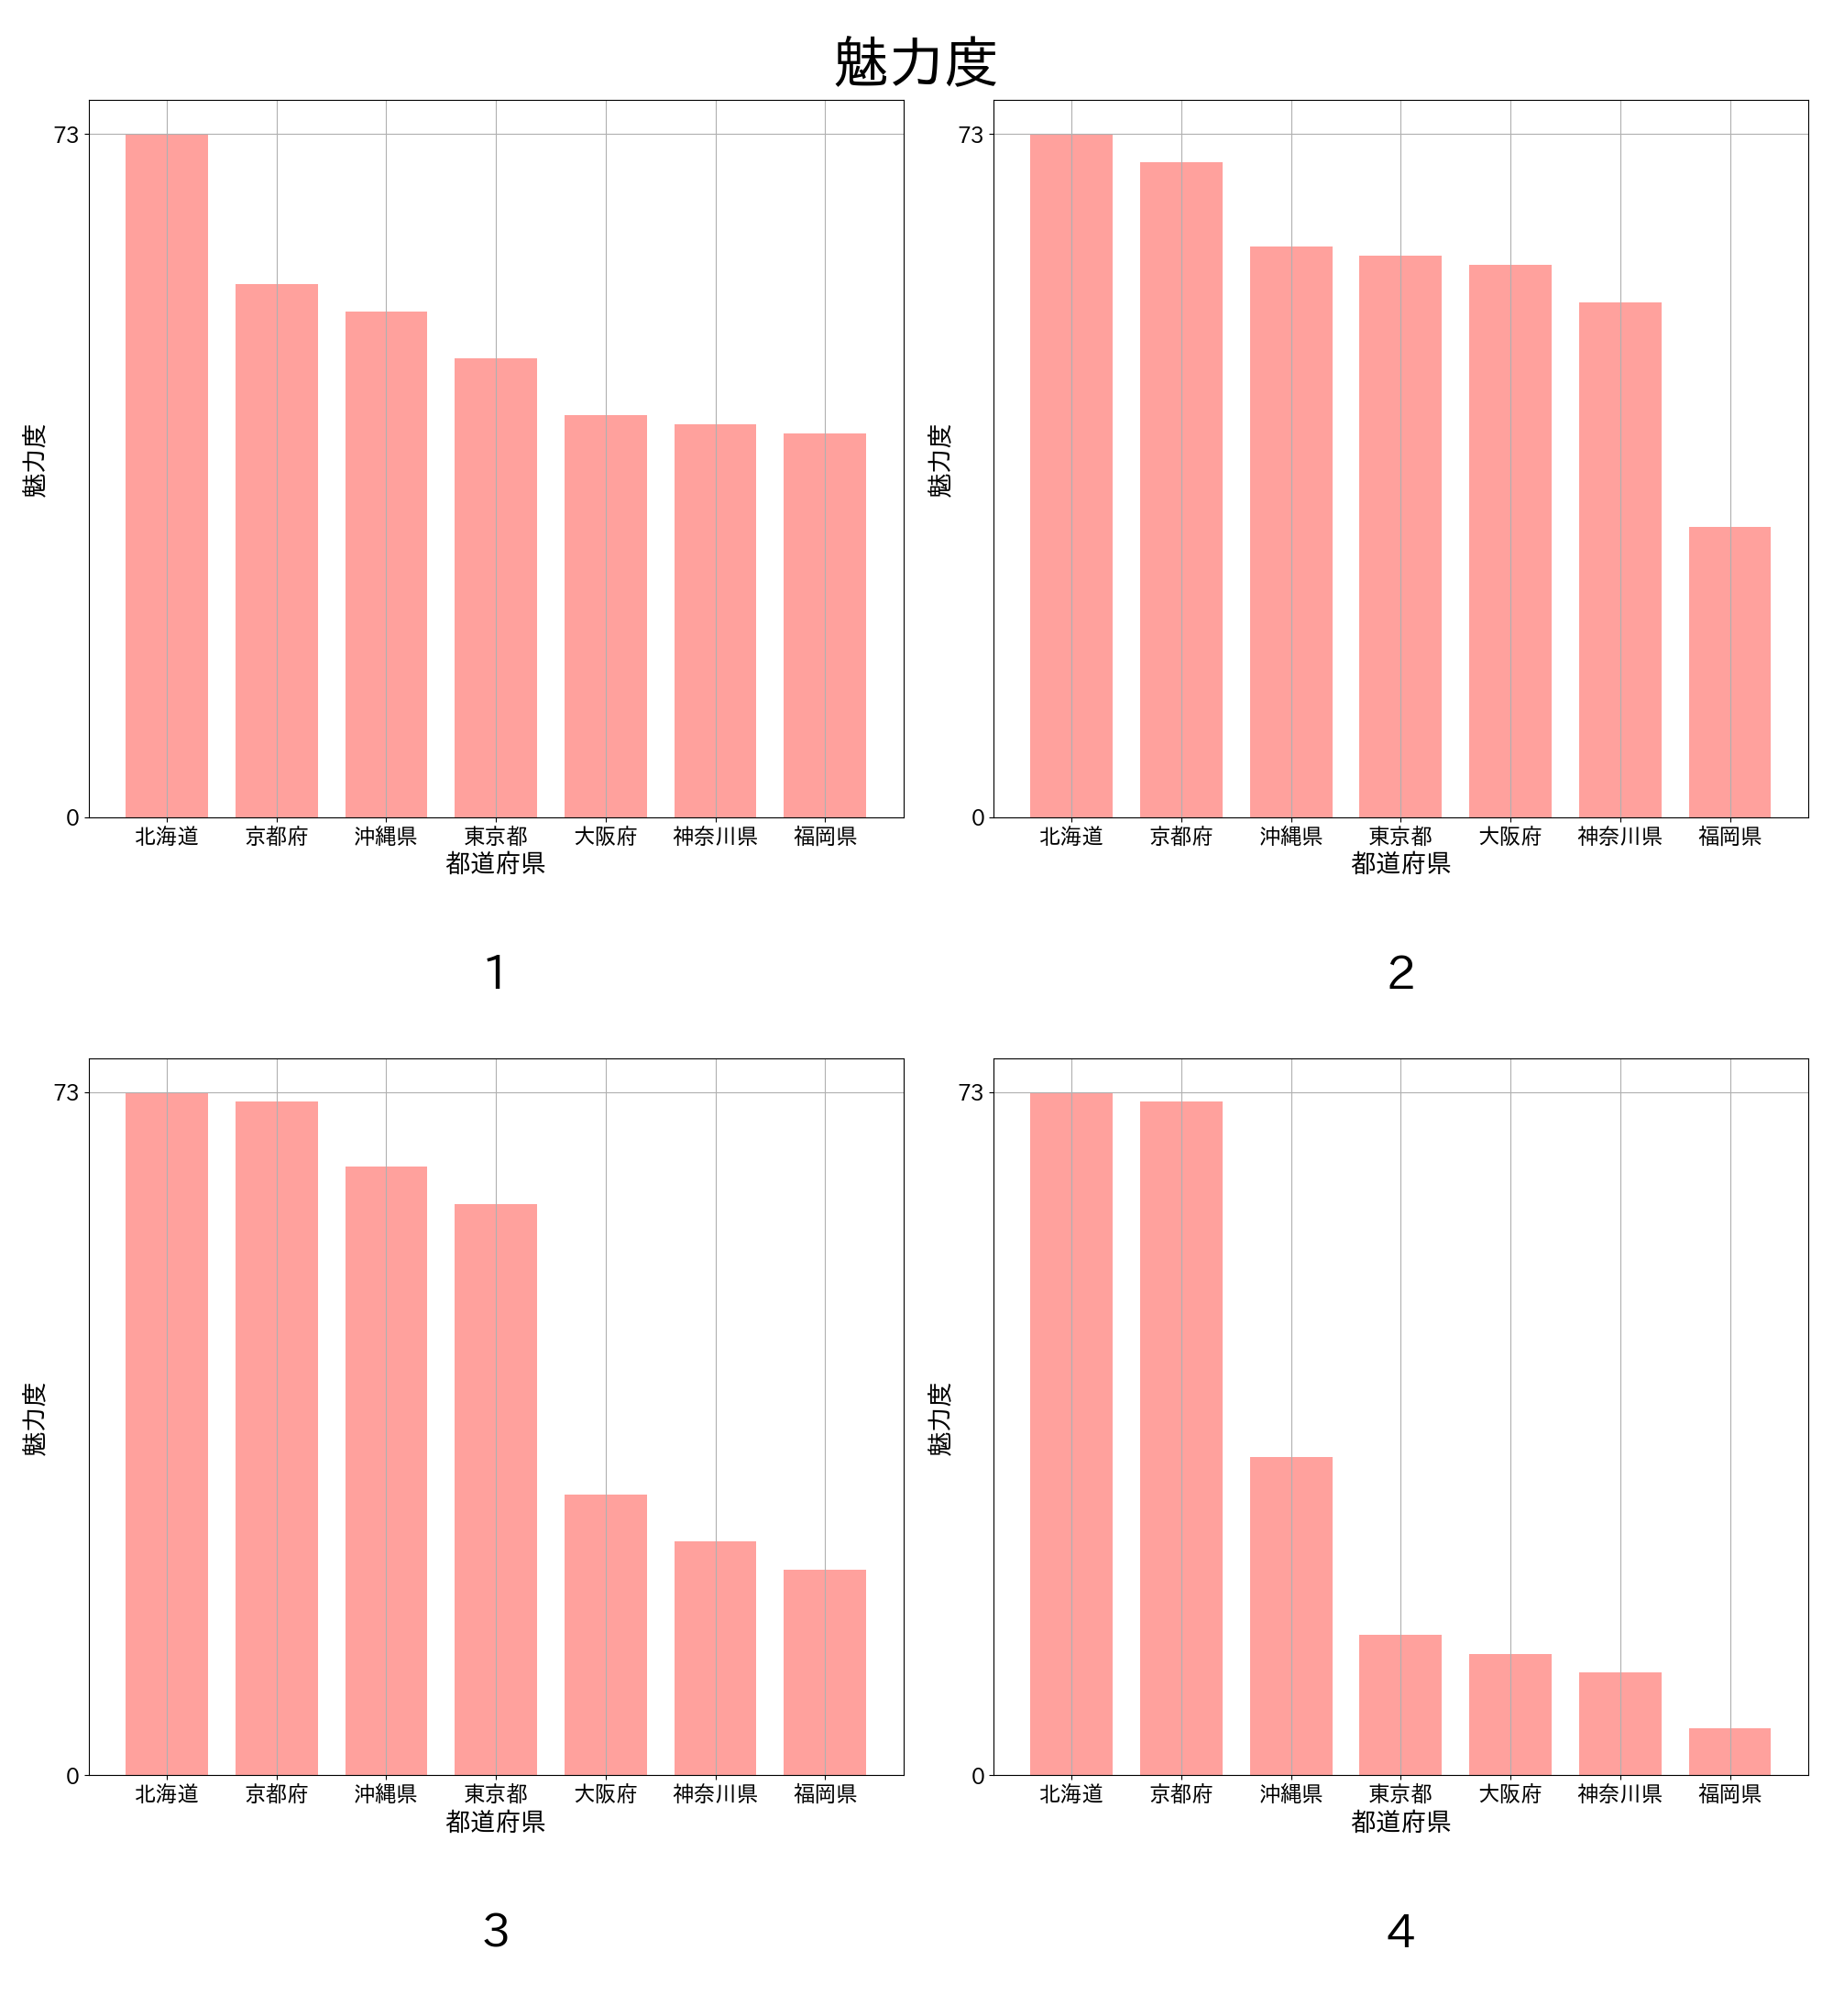 魅力度
73
0
魅力度
北海道 京都府 沖縄県 東京都 大阪府 神奈川県 福岡県
都道府県
1
73
0
魅力度
北海道 京都府 沖縄県 東京都 大阪府 神奈川県 福岡県
都道府県
2
73
0
魅力度
北海道 京都府 沖縄県 東京都 大阪府 神奈川県 福岡県
都道府県
3
73
0
魅力度
北海道 京都府 沖縄県 東京都 大阪府 神奈川県 福岡県
都道府県
4